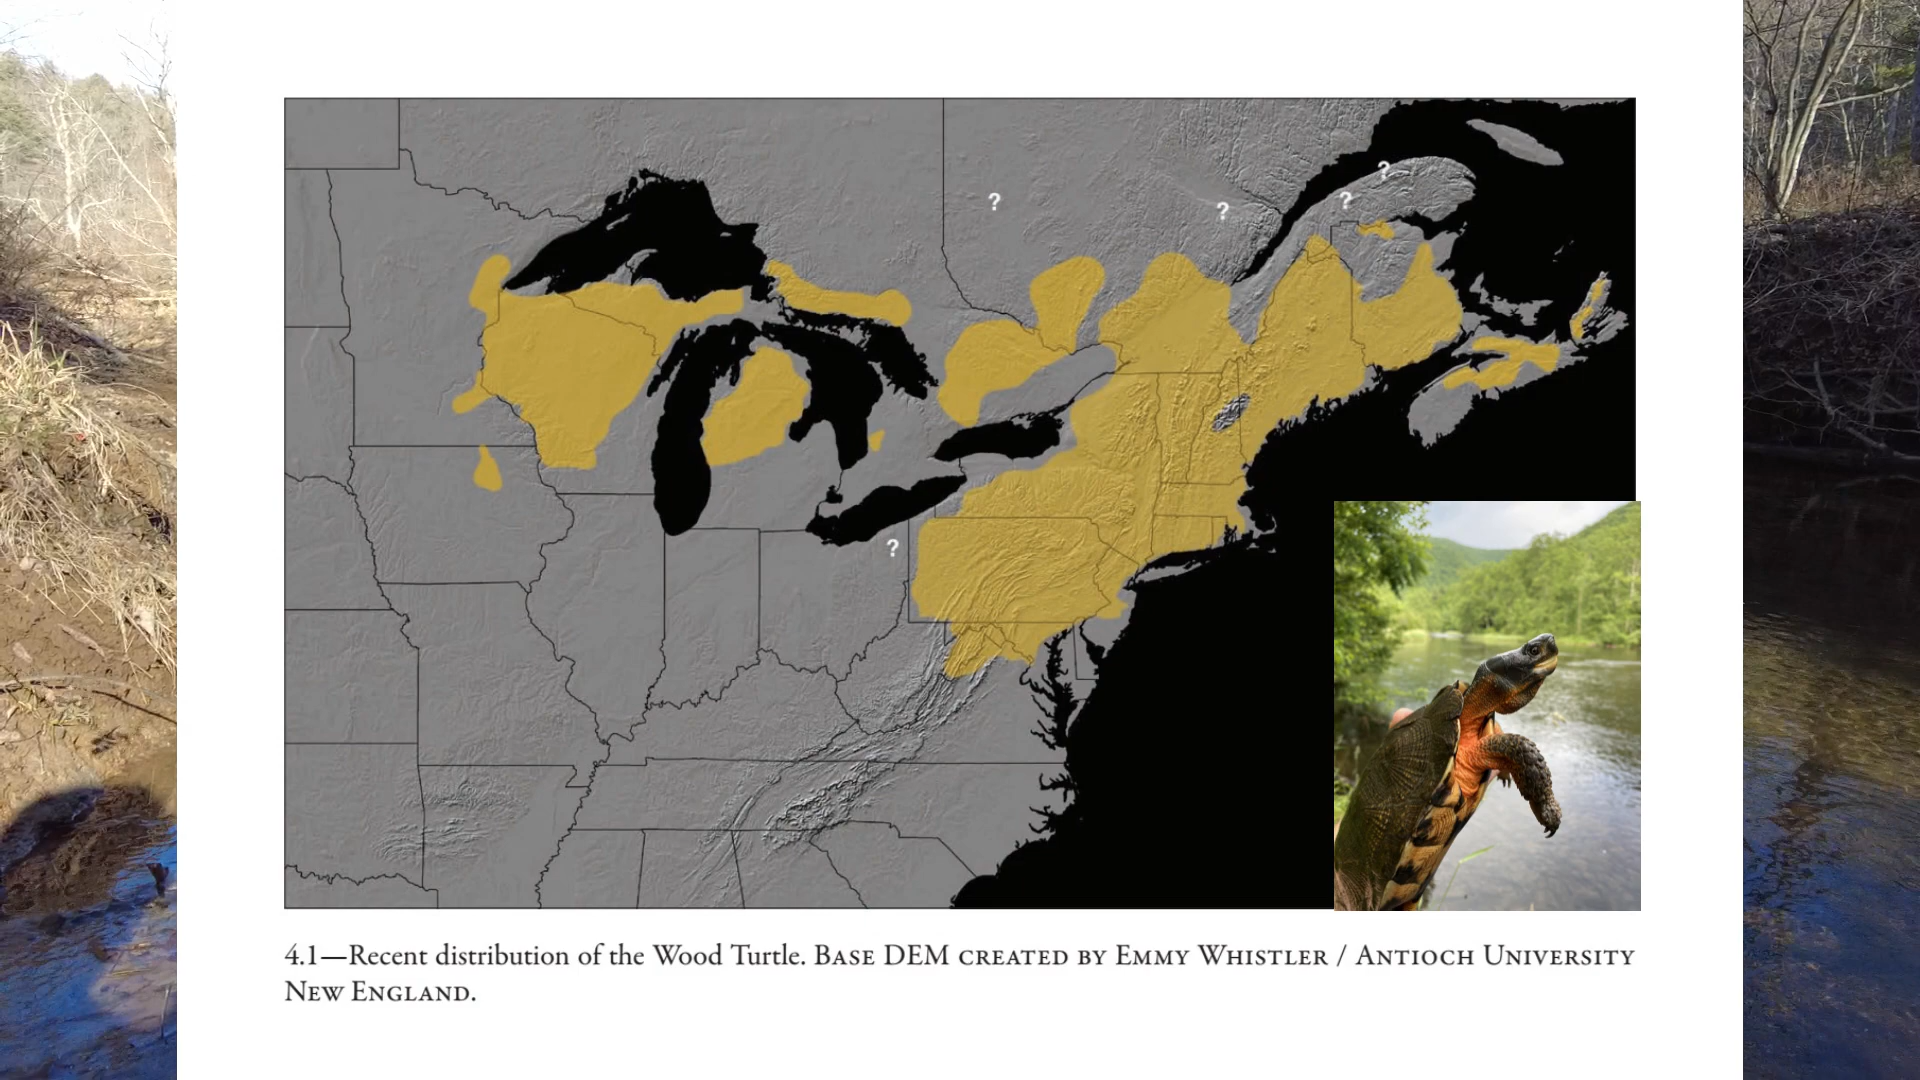 ?
?
?
?
?
4.1—Recent distribution of the Wood Turtle. Base DEM created by Emmy Whistler / Antioch University
New England.